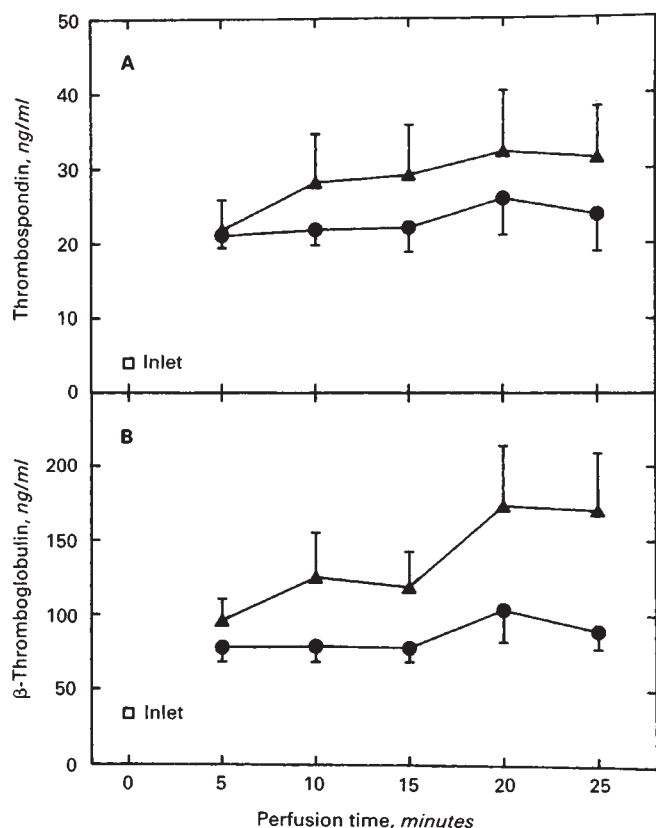 50
A
40
30
20
10
0
Thrombospondin, ng/ml
Inlet
B
200
150
100
50
0
β-Thromboglobulin, ng/ml
Inlet
0 5 10 15 20 25
Perfusion time, minutes